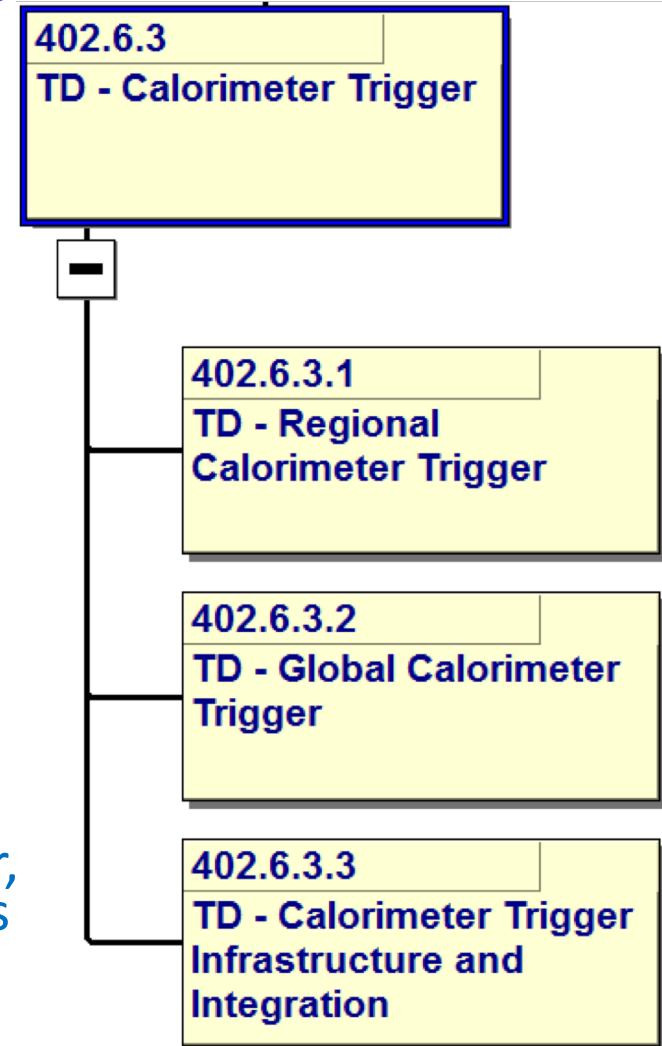 402.6.3
TD - Calorimeter Trigger
402.6.3.1
TD - Regional
Calorimeter Trigger
402.6.3.2
TD - Global Calorimeter
Trigger
402.6.3.3
TD - Calorimeter Trigger
Infrastructure and
Integration